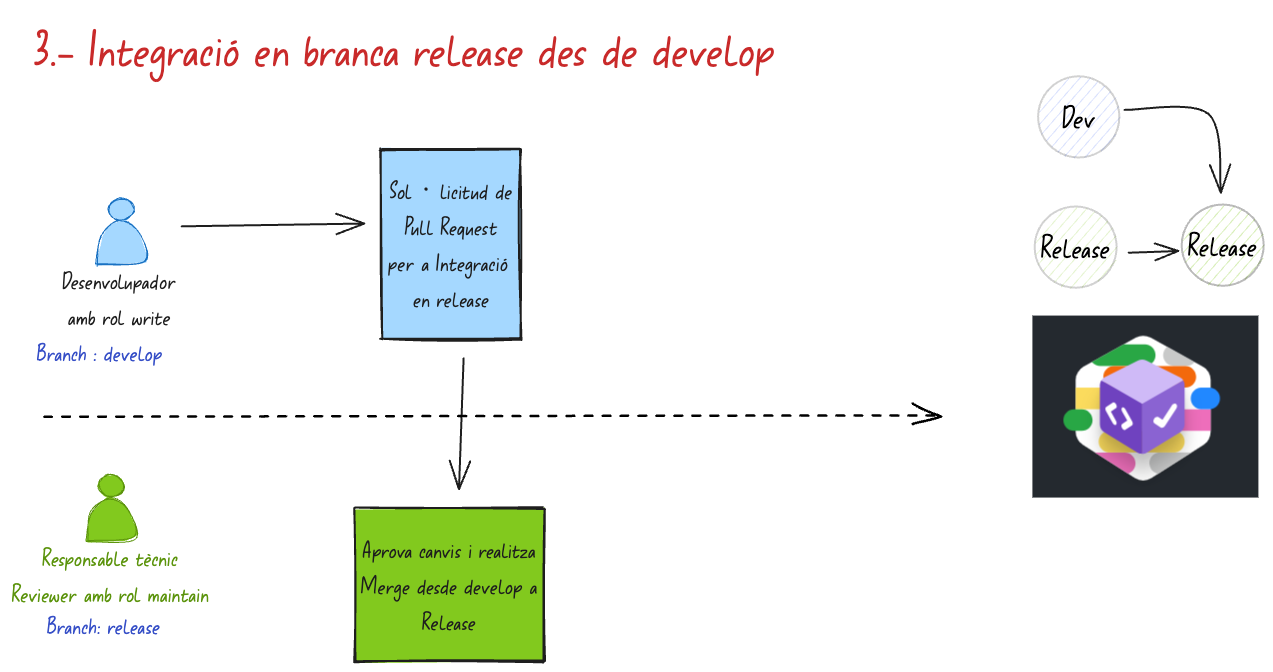 3.- Integració en branca release des de develop
Dev
Sol · licitud de
Pull Request
per a Integració
en release
Desenvolupador
amb rol write
Branch : develop
Release
Release
Responsable tècnic
Reviewer amb rol maintain
Branch: release
Aprova canvis i realitza
Merge desde develop a
Release